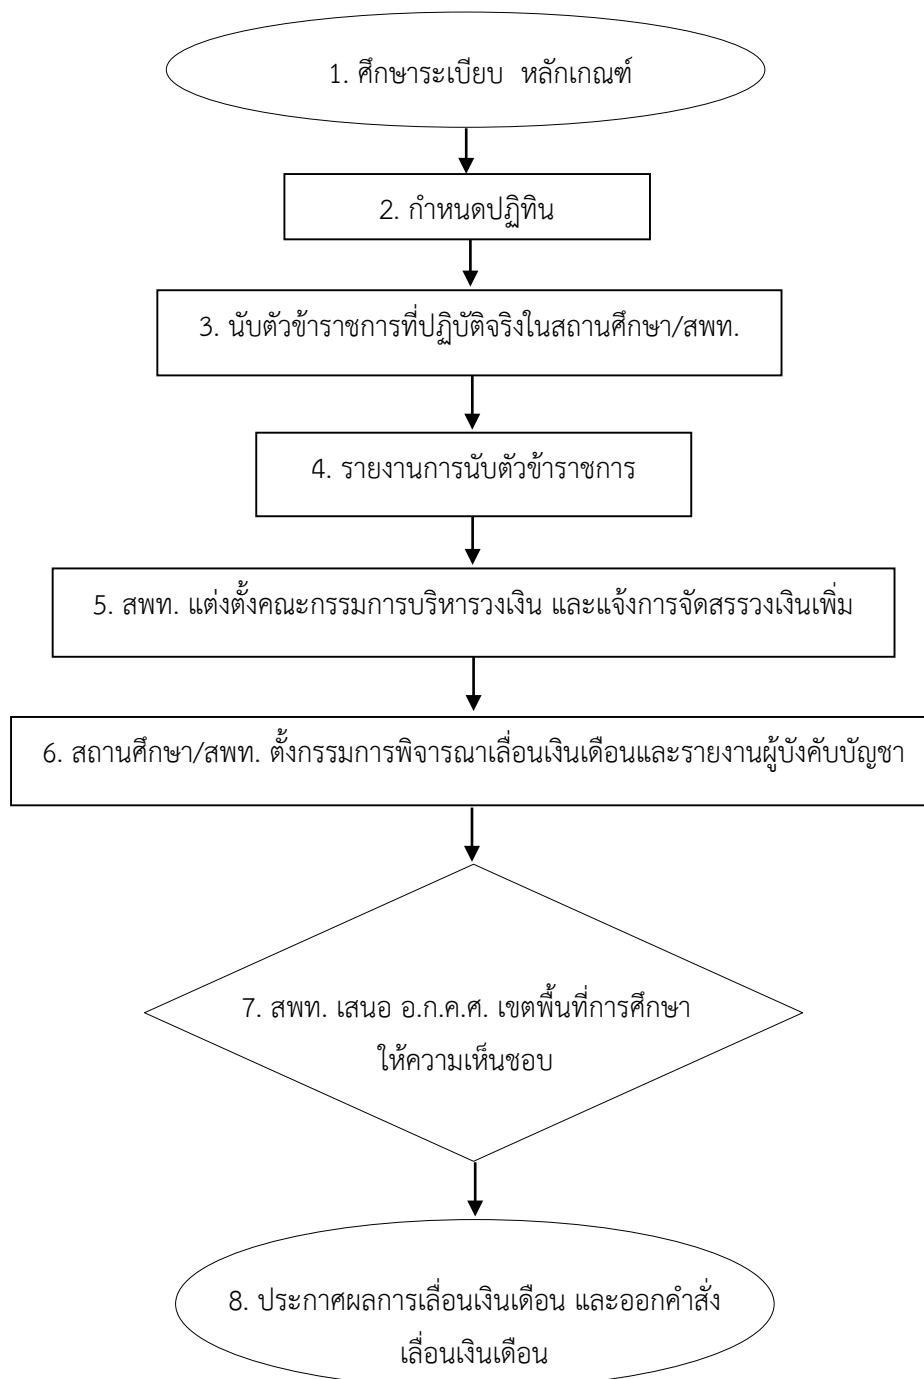 1. ศึกษาระเบียบ หลักเกณฑ์
2. กำหนดปฏิทิน
3. นับตัวข้าราชการที่ปฏิบัติจริงในสถานศึกษา/สพท.
4. รายงานการนับตัวข้าราชการ
5. สพท. แต่งตั้งคณะกรรมการบริหารวงเงิน และแจ้งการจัดสรรวงเงินเพิ่ม
6. สถานศึกษา/สพท. ตั้งกรรมการพิจารณาเลื่อนเงินเดือนและรายงานผู้บังคับบัญชา
7. สพท. เสนอ อ.ก.ค.ศ. เขตพื้นที่การศึกษา
ให้ความเห็นชอบ
8. ประกาศผลการเลื่อนเงินเดือน และออกคำสั่ง
เลื่อนเงินเดือน